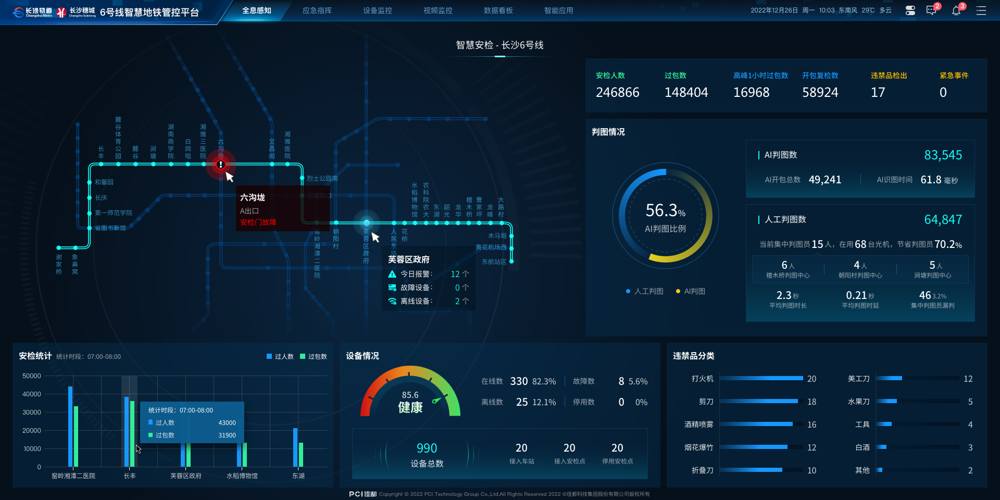 长沙轨道 Changsha Metro 长沙穗城 Changsha Suicheng 6号线智慧地铁管控平台
全息感知 应急指挥 设备监控 视频监控 数据看板 智能应用
2022年12月26日 周一 10:03 东南风 29℃ 多云 2 3
智慧安检 - 长沙6号线
安检人数 过包数 高峰1小时过包数 开包复检数 违禁品检出 紧急事件
246866 148404 16968 58924 17 0
长丰
麓谷体育公园
麓谷
涧塘
湖南商学院
白鸽咀
湘雅三医院
六沟垅
文昌阁
湘雅医院
和馨园
长庆
第一师范学院
省图书新馆
谢家桥
象鼻窝
烈士公园南
迎宾路口
窑岭湘潭二医院
朝阳村
芙蓉区政府
人民东路
花桥
水稻博物馆
农科院农大
东湖
韶光
龙华
檀木桥
曹家坪
龙峰
大路村
木马塅
黄花机场西
东航站区
六沟垅
A出口
安检门故障
芙蓉区政府
今日报警: 12 个
故障设备: 0 个
离线设备: 2 个
判图情况
56.3%
AI判图比例
人工判图 AI判图
AI判图数 83,545
AI开包总数 49,241 AI识图时间 61.8 毫秒
人工判图数 64,847
当前集中判图员 15 人，在用 68 台光机，节省判图员 70.2%
6 人 4 人 5 人
檀木桥判图中心 朝阳村判图中心 涧塘判图中心
2.3 秒 0.21 秒 46 3.2%
平均判图时长 平均判图时延 集中判图员漏判
安检统计 统计时段：07:00-08:00 过人数 过包数
50000
40000
30000
20000
10000
0
统计时段：07:00-08:00
过人数 43000
过包数 31900
窑岭湘潭二医院 长丰 芙蓉区政府 水稻博物馆 东湖
设备情况
85.6
健康
在线数 330 82.3% 故障数 8 5.6%
离线数 25 12.1% 停用数 0 0%
990
设备总数
20 20 20
接入车站 接入安检点 停用安检点
违禁品分类
打火机 20 美工刀 12
剪刀 18 水果刀 5
酒精喷雾 16 工具 4
烟花爆竹 12 白酒 3
折叠刀 10 其他 2
PCI 佳都 Copyright © 2022 PCI Technology Group Co.,Ltd.All Rights Reserved 2022 ©佳都科技集团股份有限公司版权所有